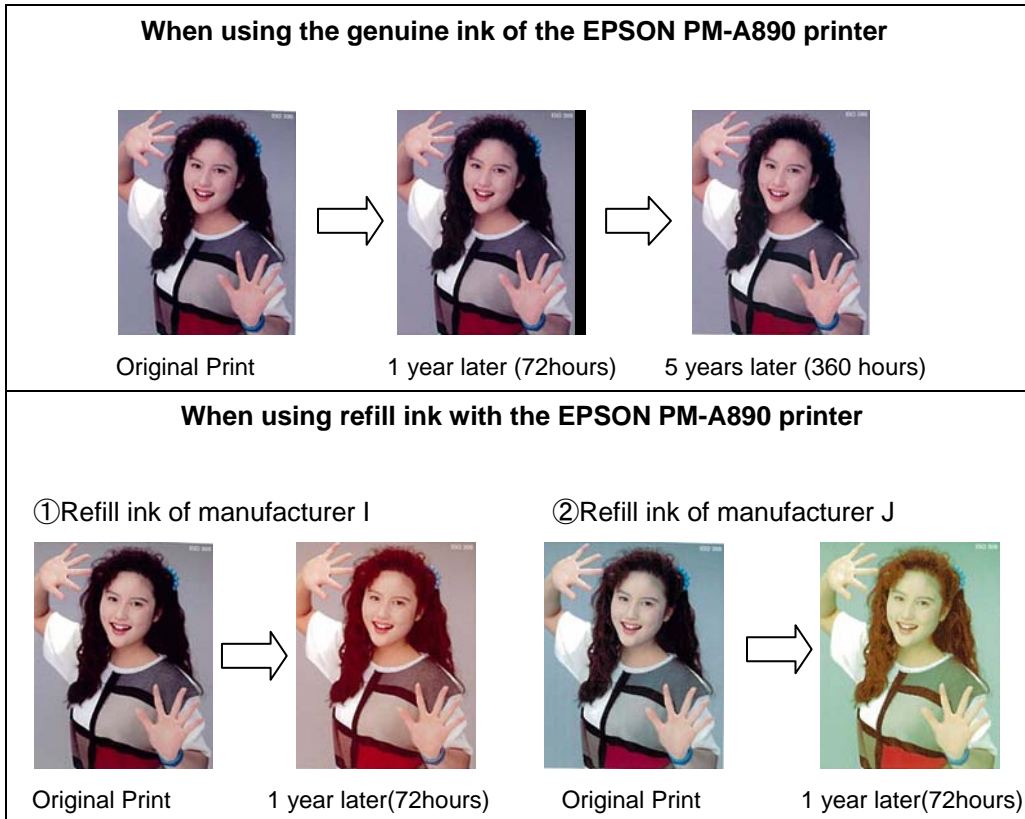 When using the genuine ink of the EPSON PM-A890 printer
Original Print
1 year later (72hours)
5 years later (360 hours)
When using refill ink with the EPSON PM-A890 printer
①Refill ink of manufacturer I
②Refill ink of manufacturer J
Original Print
1 year later(72hours)
Original Print
1 year later(72hours)